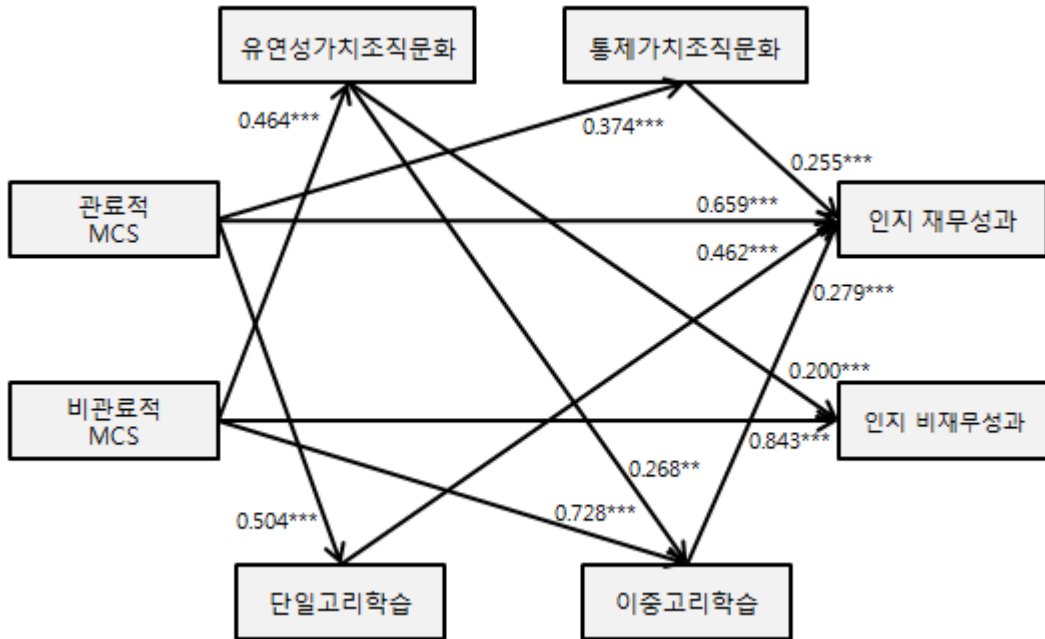 유연성가치조직문화
통제가치조직문화
0.464***
0.374***
0.255***
관료적
MCS
0.659***
인지 재무성과
0.462***
0.279***
0.200***
비관료적
MCS
인지 비재무성과
0.843***
0.268**
0.504***
0.728***
단일고리학습
이중고리학습